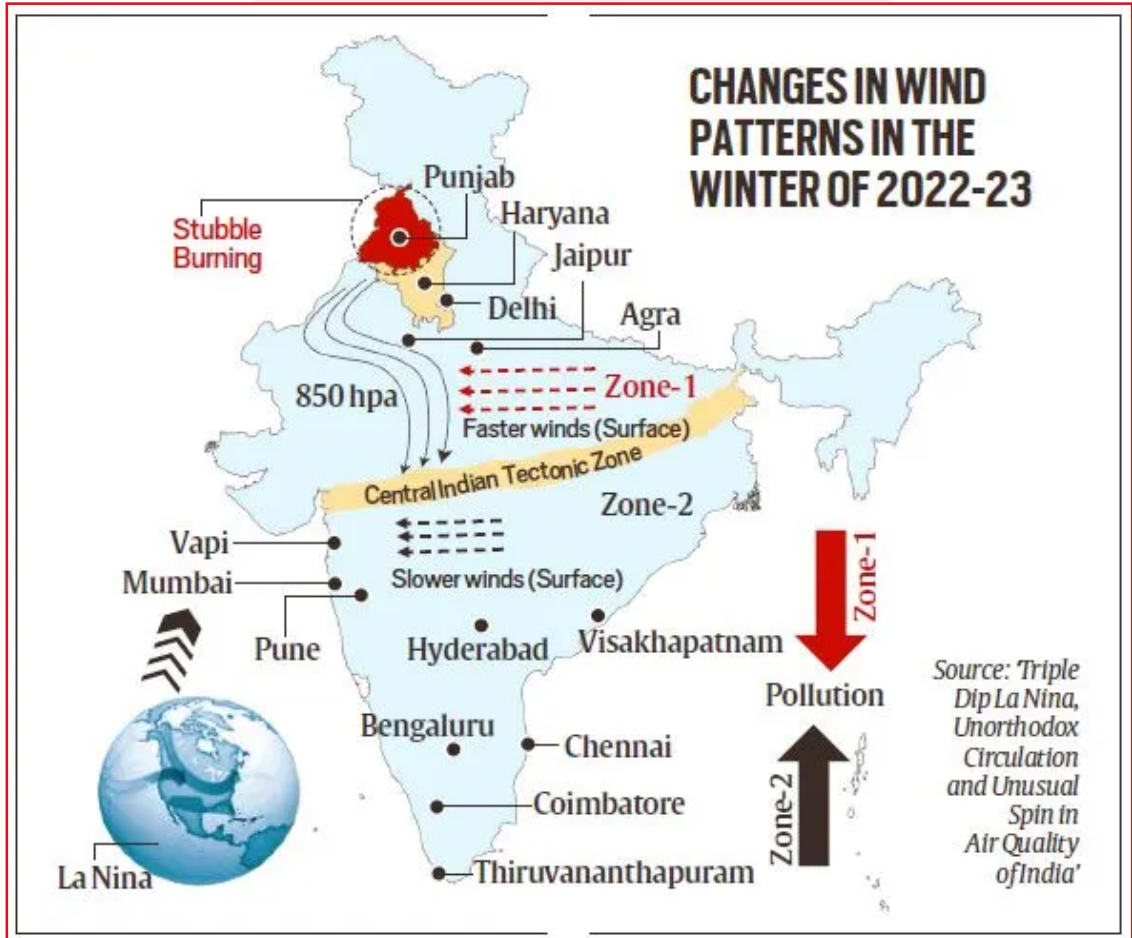 CHANGES IN WIND
PATTERNS IN THE
WINTER OF 2022-23
Punjab
Stubble
Burning
Haryana
Jaipur
Delhi
Agra
850 hpa
Zone-1
Faster winds (Surface)
Central Indian Tectonic Zone
Zone-2
Vapi
Mumbai
Slower winds (Surface)
Pune
Hyderabad
Visakhapatnam
Bengaluru
Chennai
Coimbatore
Thiruvananthapuram
La Nina
Zone-1
Pollution
Zone-2
Source: ‘Triple
Dip La Nina,
Unorthodox
Circulation
and Unusual
Spin in
Air Quality
of India’